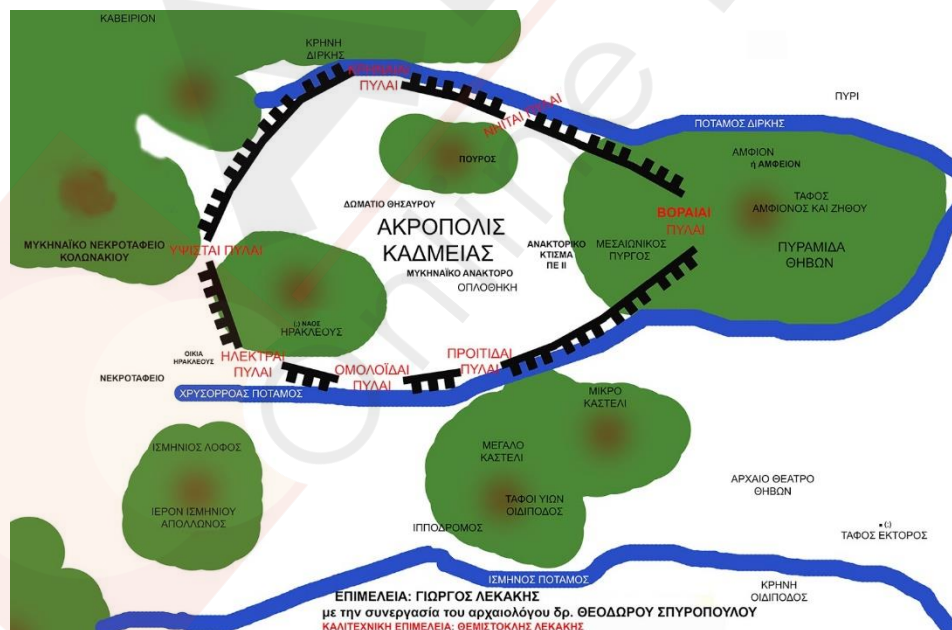 ΚΑΒΕΙΡΙΟΝ
ΚΡΗΝΗ
ΔΙΡΚΗΣ
ΠΥΛΑΙ
ΝΗΙΤΑΙ ΠΥΛΑΙ
ΠΥΡΙ
ΠΟΤΑΜΟΣ ΔΙΡΚΗΣ
ΑΜΦΙΟΝ
ή ΑΜΦΕΙΟΝ
ΠΟΥΡΟΣ
ΤΑΦΟΣ
ΑΜΦΙΟΝΟΣ ΚΑΙ ΖΗΘΟΥ
ΔΩΜΑΤΙΟ ΘΗΣΑΥΡΟΥ
ΒΟΡΑΙΑΙ
ΠΥΛΑΙ
ΑΚΡΟΠΟΛΙΣ
ΚΑΔΜΕΙΑΣ
ΑΝΑΚΤΟΡΙΚΟ
ΚΤΙΣΜΑ
ΠΕ ΙΙ
ΜΕΣΑΙΩΝΙΚΟΣ
ΠΥΡΓΟΣ
ΠΥΡΑΜΙΔΑ
ΘΗΒΩΝ
ΜΥΚΗΝΑΪΚΟ ΝΕΚΡΟΤΑΦΕΙΟ
ΚΟΛΩΝΑΚΙΟΥ
ΥΨΙΣΤΑΙ ΠΥΛΑΙ
ΜΥΚΗΝΑΪΚΟ ΑΝΑΚΤΟΡΟ
ΟΠΛΟΘΗΚΗ
(;) ΝΑΟΣ
ΗΡΑΚΛΕΟΥΣ
ΟΙΚΙΑ
ΗΡΑΚΛΕΟΥΣ
ΗΛΕΚΤΡΑΙ
ΠΥΛΑΙ
ΟΜΟΛΟΪΔΑΙ
ΠΥΛΑΙ
ΠΡΟΙΤΙΔΑΙ
ΠΥΛΑΙ
ΝΕΚΡΟΤΑΦΕΙΟ
ΧΡΥΣΟΡΡΟΑΣ ΠΟΤΑΜΟΣ
ΜΙΚΡΟ
ΚΑΣΤΕΛΙ
ΙΣΜΗΝΙΟΣ ΛΟΦΟΣ
ΜΕΓΑΛΟ
ΚΑΣΤΕΛΙ
ΑΡΧΑΙΟ ΘΕΑΤΡΟ
ΘΗΒΩΝ
ΤΑΦΟΙ ΥΙΩΝ
ΟΙΔΙΠΟΔΟΣ
ΙΕΡΟΝ ΙΣΜΗΝΙΟΥ
ΑΠΟΛΛΩΝΟΣ
ΙΠΠΟΔΡΟΜΟΣ
(;)
ΤΑΦΟΣ ΕΚΤΟΡΟΣ
ΙΣΜΗΝΟΣ ΠΟΤΑΜΟΣ
ΚΡΗΝΗ
ΟΙΔΙΠΟΔΟΣ
ΕΠΙΜΕΛΕΙΑ: ΓΙΩΡΓΟΣ ΛΕΚΑΚΗΣ
με την συνεργασία του αρχαιολόγου δρ. ΘΕΟΔΩΡΟΥ ΣΠΥΡΟΠΟΥΛΟΥ
ΚΑΛΙΤΕΧΝΙΚΗ ΕΠΙΜΕΛΕΙΑ: ΘΕΜΙΣΤΟΚΛΗΣ ΛΕΚΑΚΗΣ